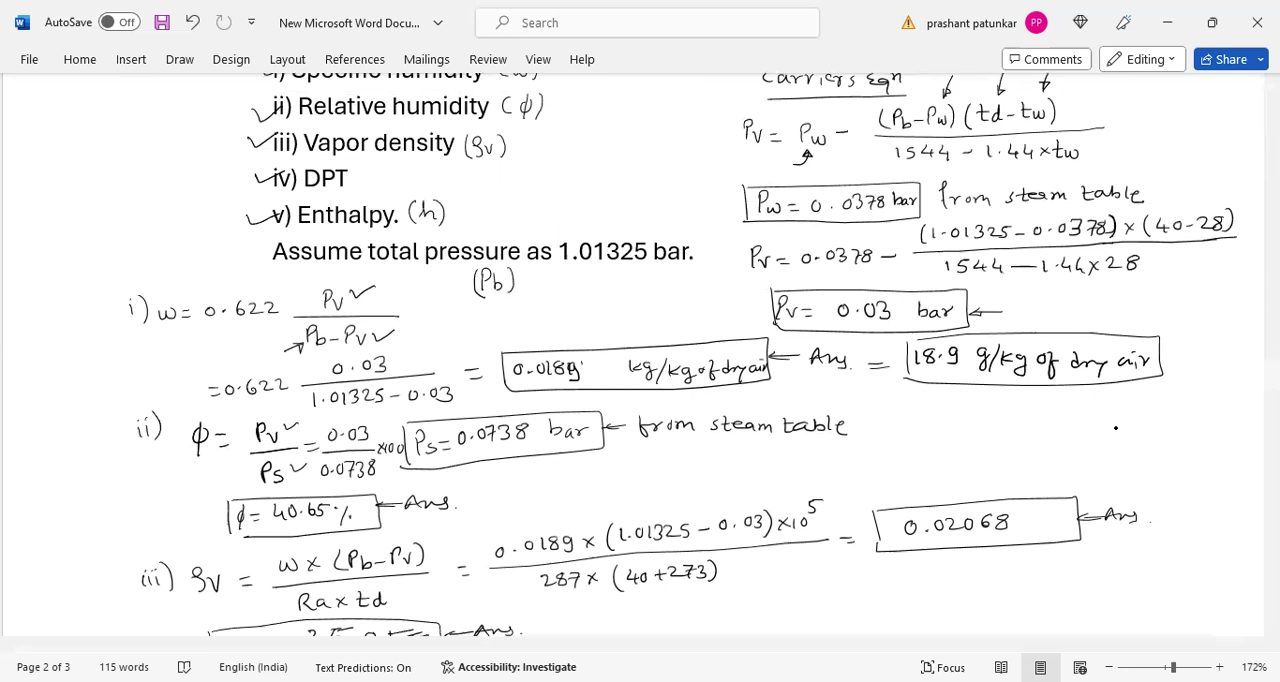 AutoSave Off New Microsoft Word Docu... Search prashant patunkar PP
File Home Insert Draw Design Layout References Mailings Review View Help Comments Editing Share
i) Specific humidity (w)
ii) Relative humidity (ϕ)
iii) Vapor density (ϱv)
iv) DPT
v) Enthalpy. (h)
Assume total pressure as 1.01325 bar.
(Pb)
Carriers eqn
Pv = Pw - (Pb-Pw)(td-tw) / 1544 - 1.44×tw
Pw = 0.0378 bar from steam table
Pv = 0.0378 - (1.01325 - 0.0378) × (40-28) / 1544 - 1.44×28
Pv = 0.03 bar ←
i) w = 0.622 Pv / Pb-Pv
= 0.622 0.03 / 1.01325 - 0.03 = 0.0189 kg/kg of dry air ← Ans. = 18.9 g/kg of dry air
ii) ϕ = Pv / Ps = 0.03 / 0.0738 ×100 Ps = 0.0738 bar ← from steam table
ϕ = 40.65 % ← Ans.
iii) ϱv = w × (Pb-Pv) / Ra × td = 0.0189 × (1.01325 - 0.03) × 10^5 / 287 × (40+273) = 0.02068 ← Ans.
← Ans.
Page 2 of 3 115 words English (India) Text Predictions: On Accessibility: Investigate Focus 172%